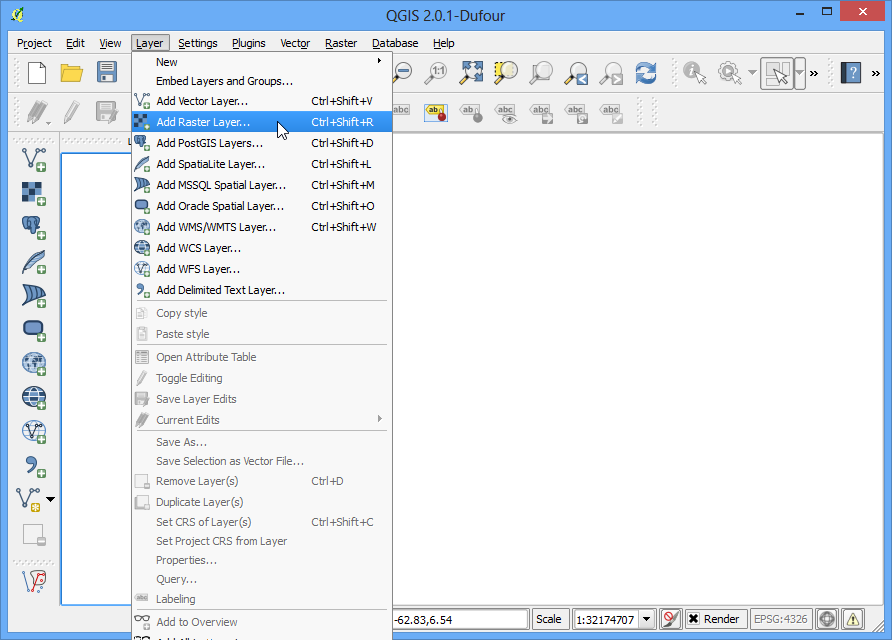 QGIS 2.0.1-Dufour
Project Edit View Layer Settings Plugins Vector Raster Database Help
New
Embed Layers and Groups...
Add Vector Layer... Ctrl+Shift+V
Add Raster Layer... Ctrl+Shift+R
Add PostGIS Layers... Ctrl+Shift+D
Add SpatiaLite Layer... Ctrl+Shift+L
Add MSSQL Spatial Layer... Ctrl+Shift+M
Add Oracle Spatial Layer... Ctrl+Shift+O
Add WMS/WMTS Layer... Ctrl+Shift+W
Add WCS Layer...
Add WFS Layer...
Add Delimited Text Layer...
Copy style
Paste style
Open Attribute Table
Toggle Editing
Save Layer Edits
Current Edits
Save As...
Save Selection as Vector File...
Remove Layer(s) Ctrl+D
Duplicate Layer(s)
Set CRS of Layer(s) Ctrl+Shift+C
Set Project CRS from Layer
Properties...
Query...
Labeling
Add to Overview
-62.83,6.54 Scale 1:32174707 Render EPSG:4326